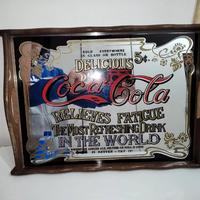 SOLD EVERYWHERE
A GLASS OR BOTTLE
DELICIOUS 5¢
Coca-Cola
RELIEVES FATIGUE
THE MOST REFRESHING DRINK
IN THE WORLD